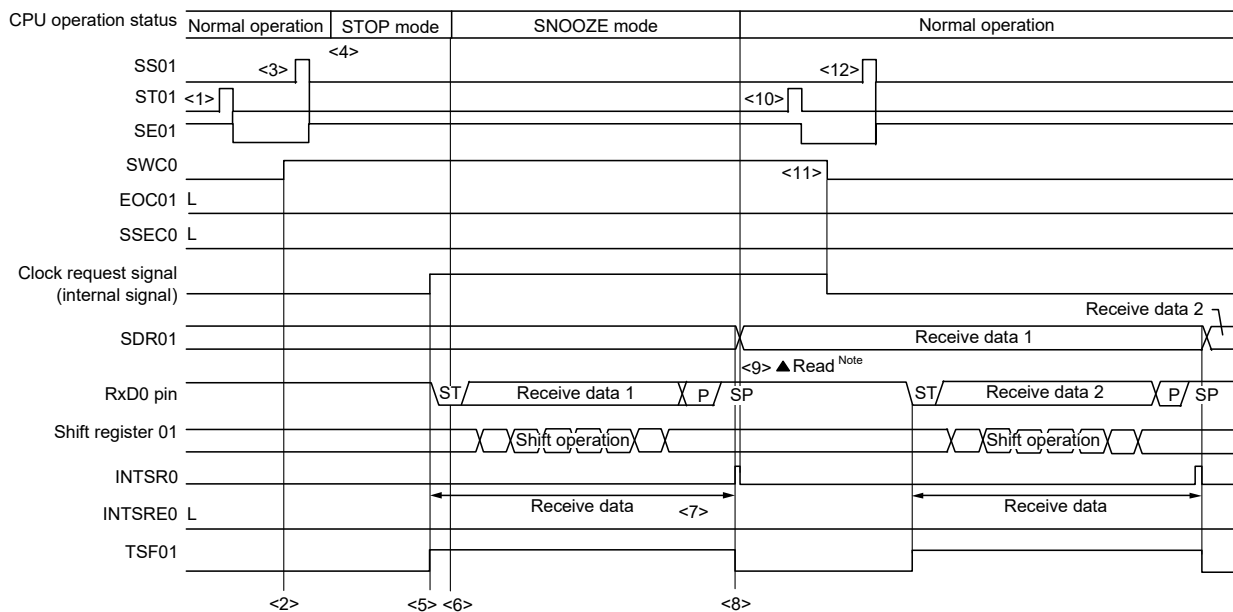 CPU operation status Normal operation STOP mode SNOOZE mode Normal operation
<4>
SS01 <3> <12>
ST01 <1> <10>
SE01
SWC0 <11>
EOC01 L
SSEC0 L
Clock request signal
(internal signal)
Receive data 2
SDR01 Receive data 1
<9> ▲ Read Note
RxD0 pin ST Receive data 1 P SP ST Receive data 2 P SP
Shift register 01 Shift operation Shift operation
INTSR0
Receive data <7> Receive data
INTSRE0 L
TSF01
<2> <5> <6> <8>